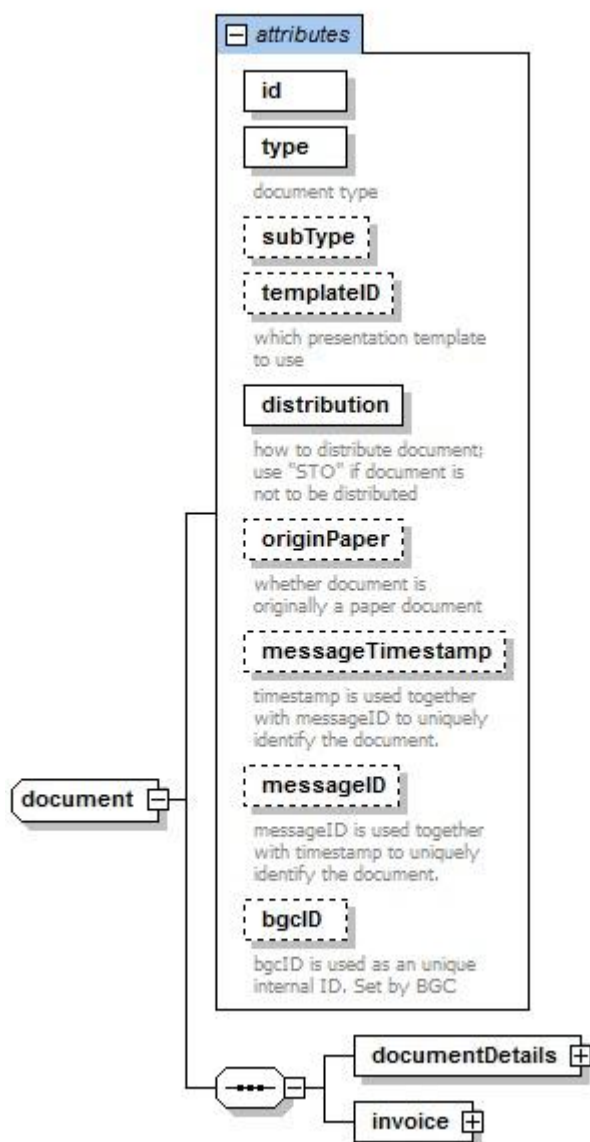 attributes
id
type
document type
subType
templateID
which presentation template
to use
distribution
how to distribute document;
use "STO" if document is
not to be distributed
originPaper
whether document is
originally a paper document
messageTimestamp
timestamp is used together
with messageID to uniquely
identify the document.
messageID
messageID is used together
with timestamp to uniquely
identify the document.
bgcID
bgcID is used as an unique
internal ID. Set by BGC
document
documentDetails
invoice